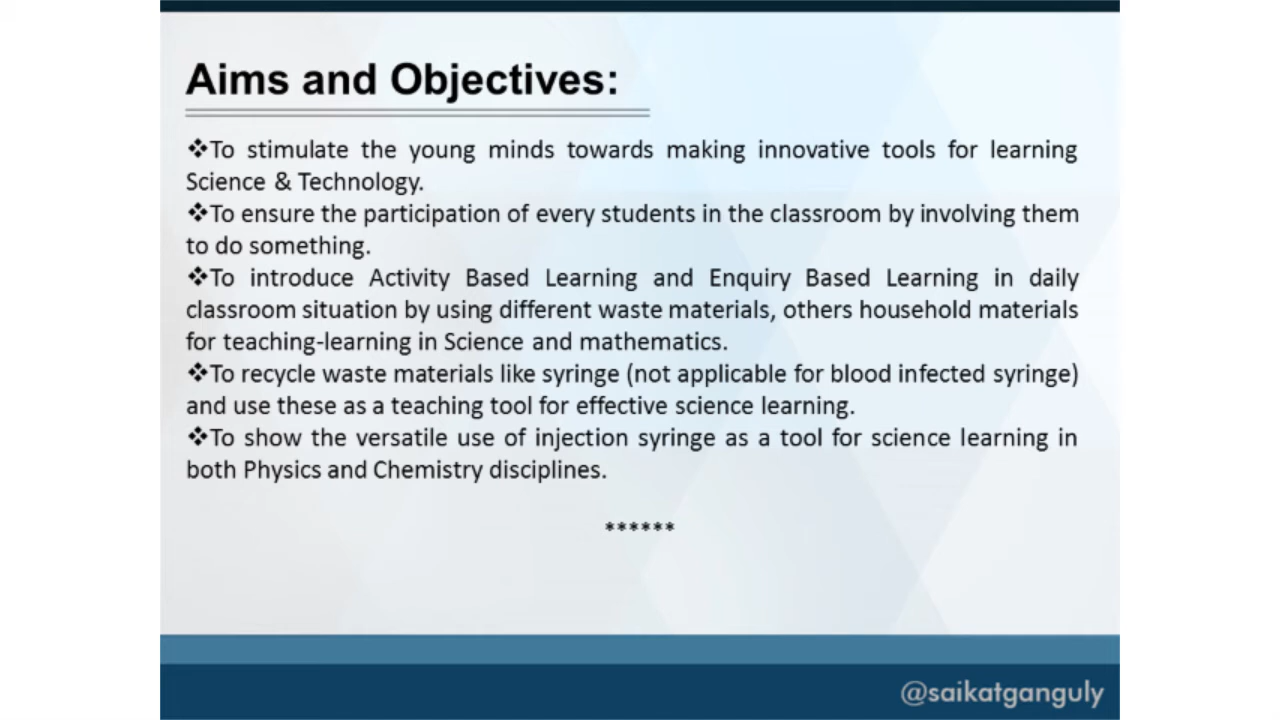 Aims and Objectives:
❖To stimulate the young minds towards making innovative tools for learning
Science & Technology.
❖To ensure the participation of every students in the classroom by involving them
to do something.
❖To introduce Activity Based Learning and Enquiry Based Learning in daily
classroom situation by using different waste materials, others household materials
for teaching-learning in Science and mathematics.
❖To recycle waste materials like syringe (not applicable for blood infected syringe)
and use these as a teaching tool for effective science learning.
❖To show the versatile use of injection syringe as a tool for science learning in
both Physics and Chemistry disciplines.
******
@saikatganguly